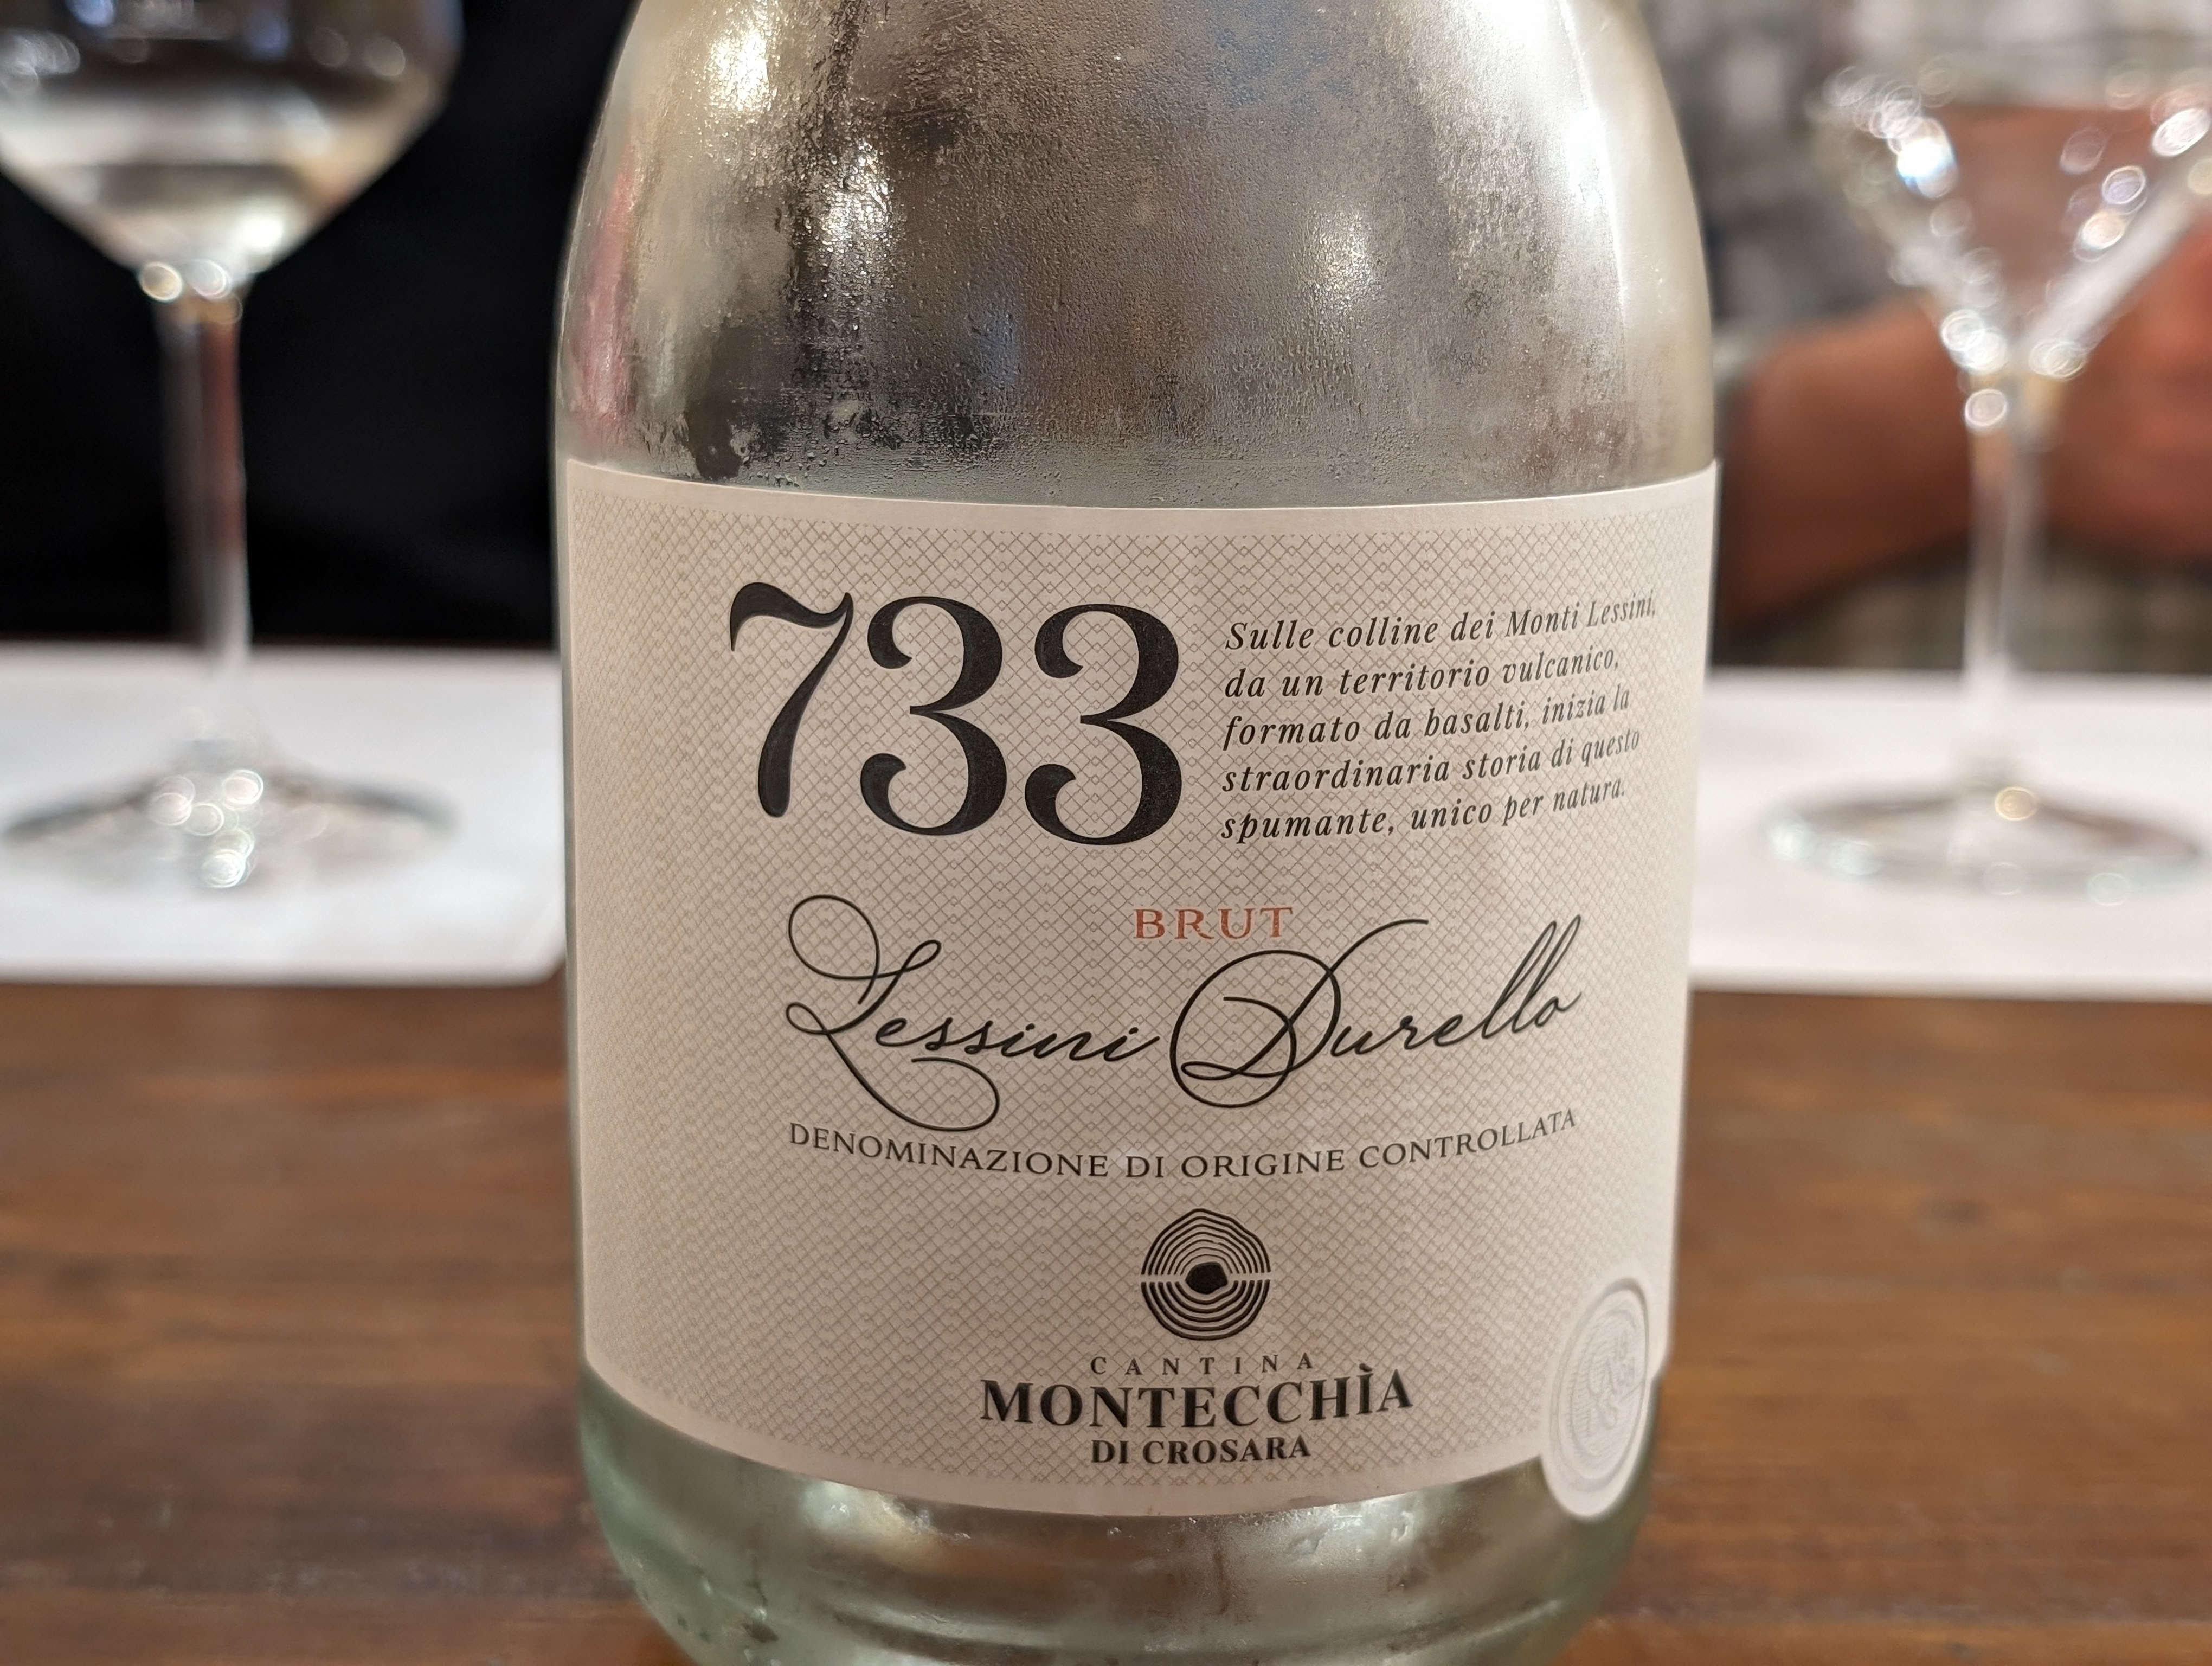 733
Sulle colline dei Monti Lessini,
da un territorio vulcanico,
formato da basalti, inizia la
straordinaria storia di questo
spumante, unico per natura.
BRUT
Lessini Durello
DENOMINAZIONE DI ORIGINE CONTROLLATA
CANTINA
MONTECCHÌA
DI CROSARA